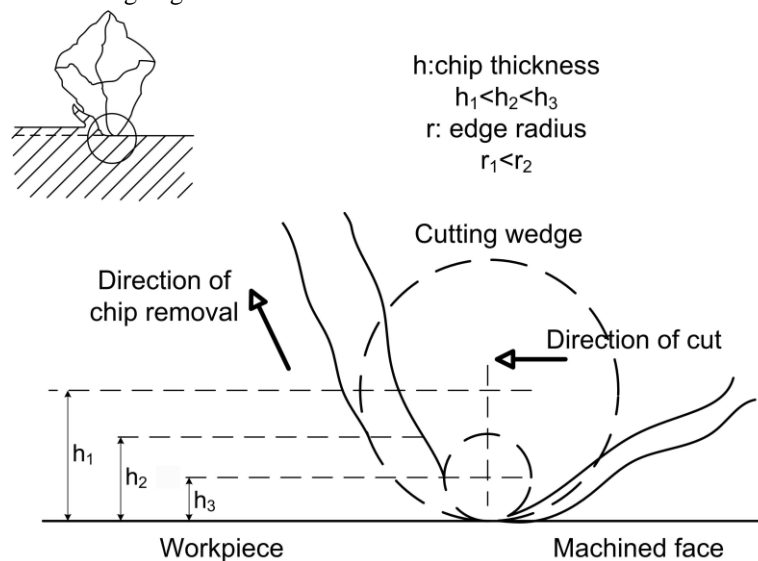 h:chip thickness
h₁<h₂<h₃
r: edge radius
r₁<r₂
Cutting wedge
Direction of
chip removal
Direction of cut
h₁
h₂
h₃
Workpiece
Machined face